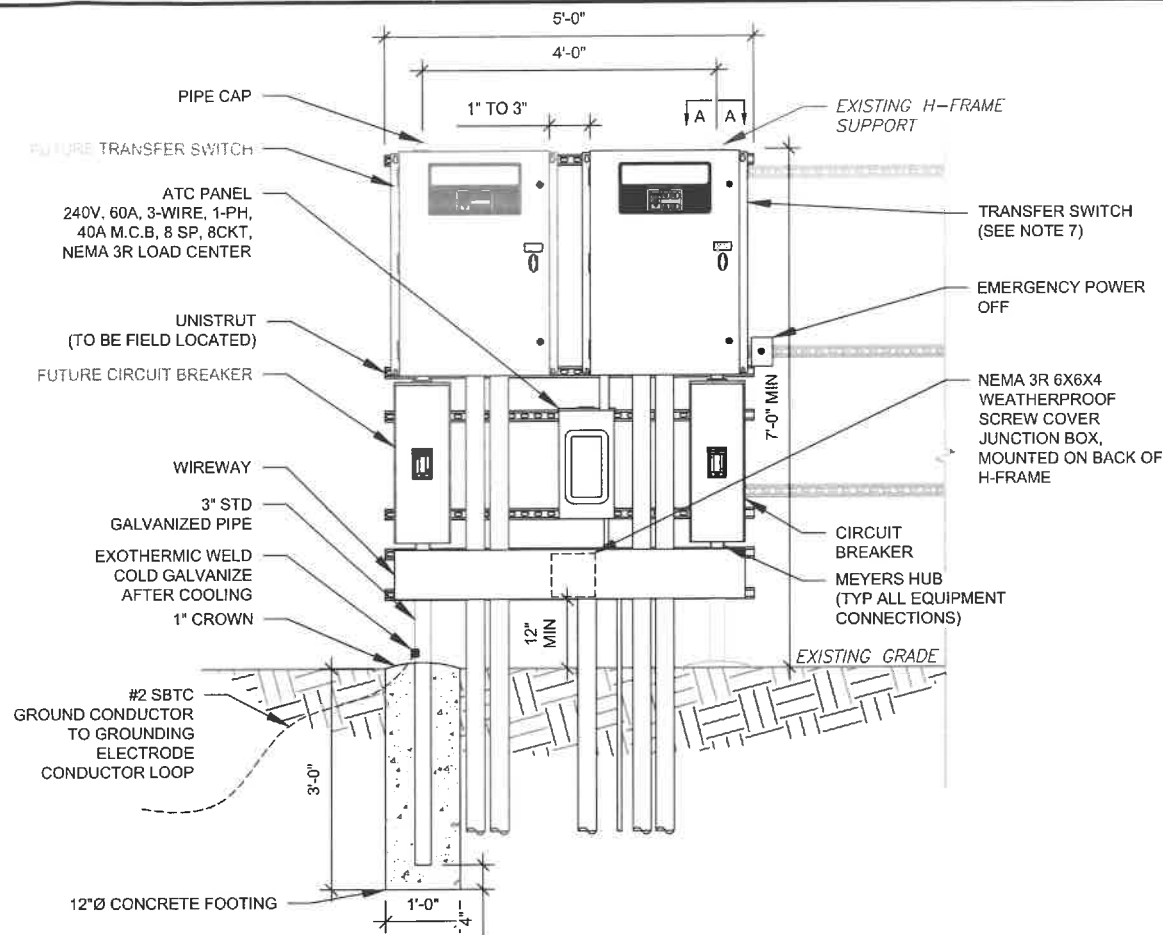 5'-0"
4'-0"
PIPE CAP
1" TO 3"
A A
EXISTING H-FRAME
SUPPORT
FUTURE TRANSFER SWITCH
ATC PANEL
240V, 60A, 3-WIRE, 1-PH,
40A M.C.B, 8 SP, 8CKT,
NEMA 3R LOAD CENTER
TRANSFER SWITCH
(SEE NOTE 7)
EMERGENCY POWER
OFF
UNISTRUT
(TO BE FIELD LOCATED)
FUTURE CIRCUIT BREAKER
7'-0" MIN
NEMA 3R 6X6X4
WEATHERPROOF
SCREW COVER
JUNCTION BOX,
MOUNTED ON BACK OF
H-FRAME
WIREWAY
3" STD
GALVANIZED PIPE
EXOTHERMIC WELD
COLD GALVANIZE
AFTER COOLING
1" CROWN
CIRCUIT
BREAKER
MEYERS HUB
(TYP ALL EQUIPMENT
CONNECTIONS)
12"
MIN
EXISTING GRADE
#2 SBTC
GROUND CONDUCTOR
TO GROUNDING
ELECTRODE
CONDUCTOR LOOP
3'-0"
12"Ø CONCRETE FOOTING
1'-0"
4"